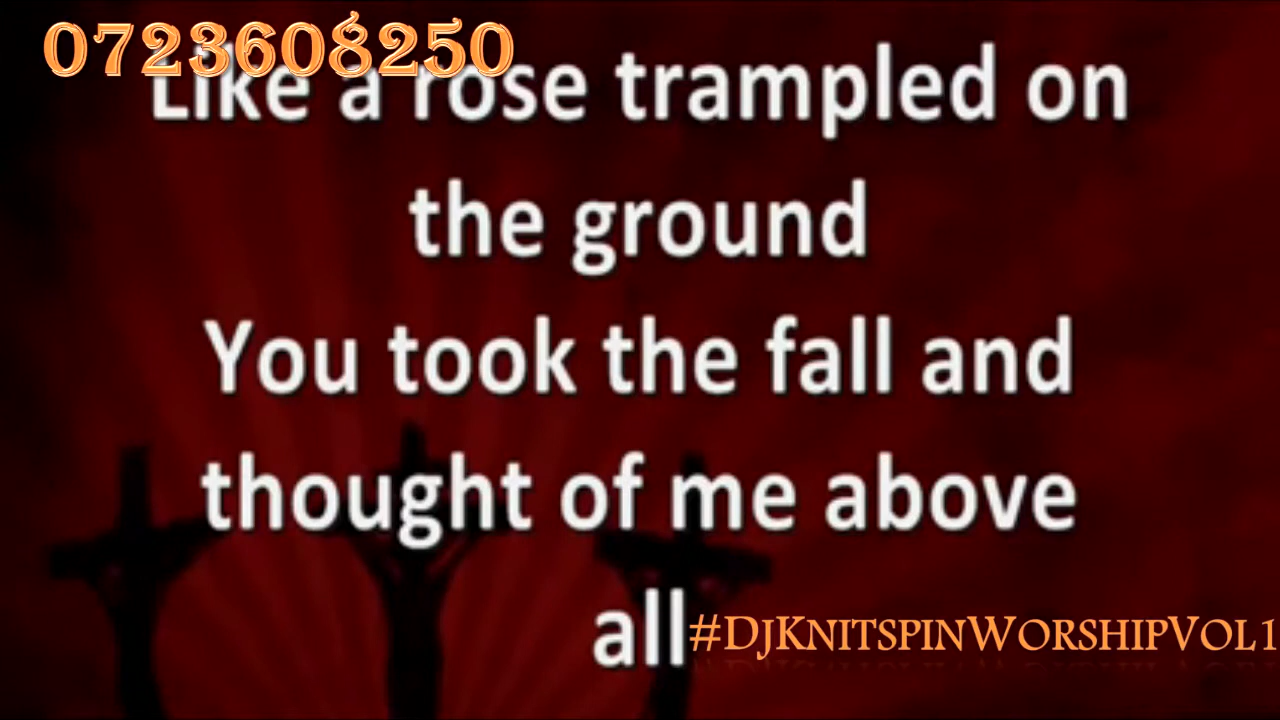 0723608250
Like a rose trampled on
the ground
You took the fall and
thought of me above
all
#DJKNITSPINWORSHIPVOL1